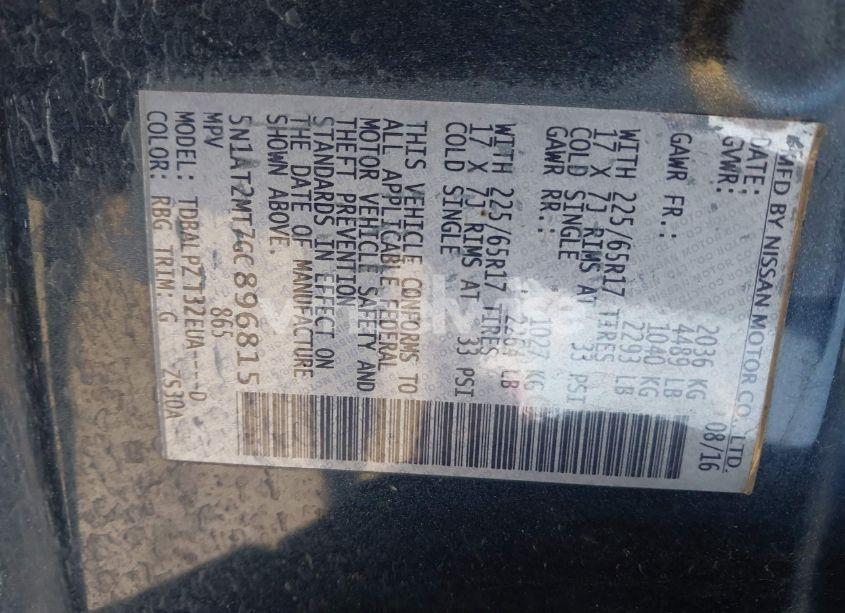 MFD BY NISSAN MOTOR CO., LTD.
DATE: 08/16
GVWR: 2036 KG
4489 LB
GAWR FR.: 1040 KG
2293 LB
WITH 225/65R17 TIRES
17 X 7J RIMS AT
COLD SINGLE 33 PSI
GAWR RR.: 1027 KG
2264 LB
WITH 225/65R17 TIRES
17 X 7J RIMS AT
COLD SINGLE 33 PSI
THIS VEHICLE CONFORMS TO
ALL APPLICABLE FEDERAL
MOTOR VEHICLE SAFETY AND
THEFT PREVENTION
STANDARDS IN EFFECT ON
THE DATE OF MANUFACTURE
SHOWN ABOVE.
5N1AT2MT7GC896815
MPV 865
MODEL: TDBALPZ132EUA----D
COLOR: RBG TRIM: G 7S30A